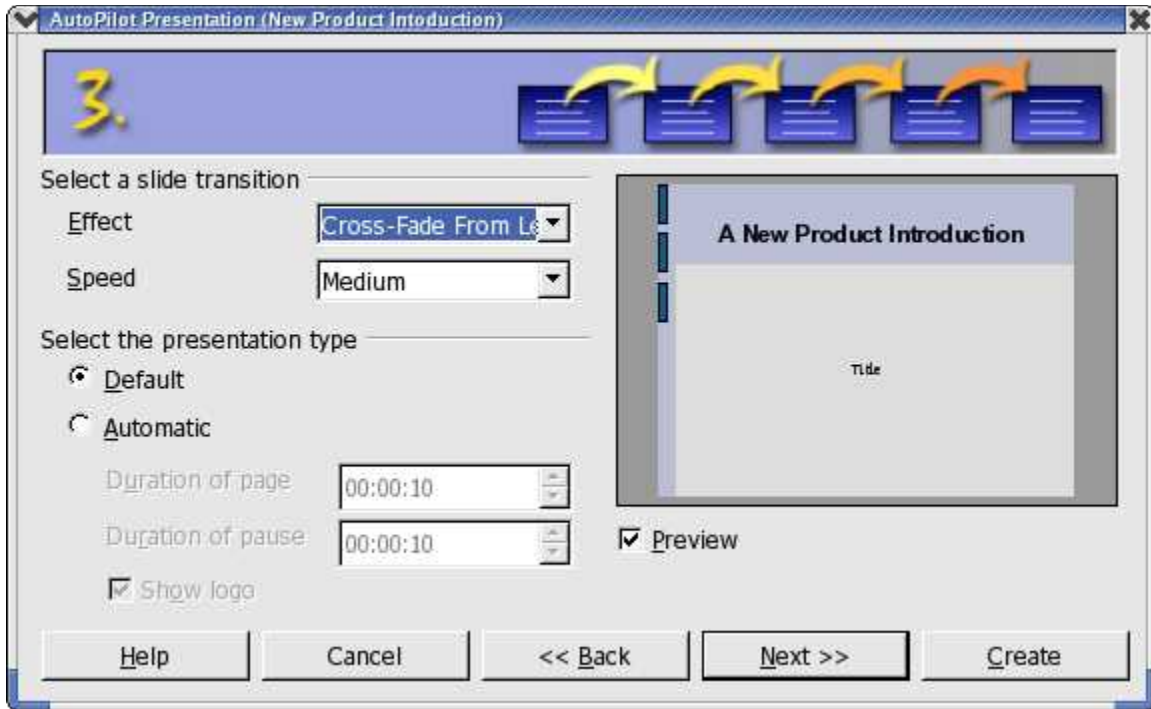 AutoPilot Presentation (New Product Intoduction)
3.
Select a slide transition
Effect
Cross-Fade From Le
Speed
Medium
Select the presentation type
Default
Automatic
Duration of page
00:00:10
Duration of pause
00:00:10
Show logo
A New Product Introduction
Title
Preview
Help
Cancel
<< Back
Next >>
Create